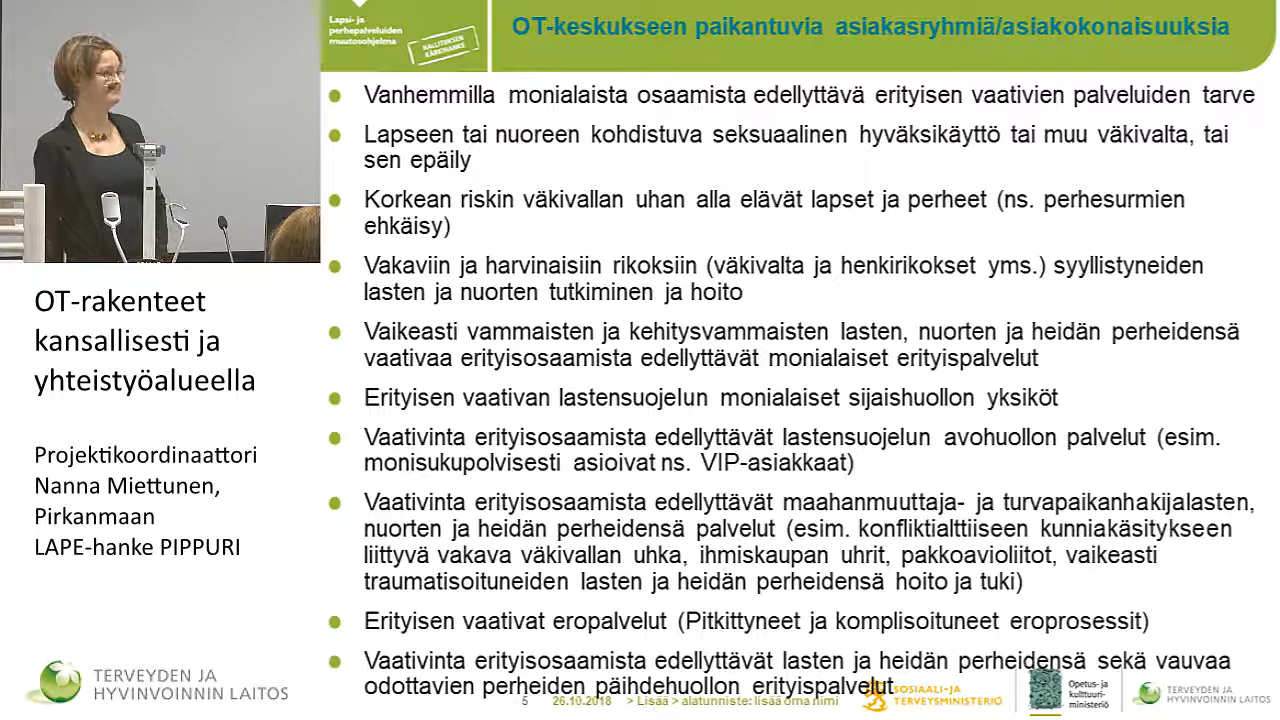 Lapsi- ja
perhepalveluiden
muutosohjelma
HALLITUKSEN
KÄRKIHANKE
OT-keskukseen paikantuvia asiakasryhmiä/asiakokonaisuuksia
Vanhemmilla monialaista osaamista edellyttävä erityisen vaativien palveluiden tarve
Lapseen tai nuoreen kohdistuva seksuaalinen hyväksikäyttö tai muu väkivalta, tai
sen epäily
Korkean riskin väkivallan uhan alla elävät lapset ja perheet (ns. perhesurmien
ehkäisy)
Vakaviin ja harvinaisiin rikoksiin (väkivalta ja henkirikokset yms.) syyllistyneiden
lasten ja nuorten tutkiminen ja hoito
Vaikeasti vammaisten ja kehitysvammaisten lasten, nuorten ja heidän perheidensä
vaativaa erityisosaamista edellyttävät monialaiset erityispalvelut
Erityisen vaativan lastensuojelun monialaiset sijaishuollon yksiköt
Vaativinta erityisosaamista edellyttävät lastensuojelun avohuollon palvelut (esim.
monisukupolvisesti asioivat ns. VIP-asiakkaat)
Vaativinta erityisosaamista edellyttävät maahanmuuttaja- ja turvapaikanhakijalasten,
nuorten ja heidän perheidensä palvelut (esim. konfliktialttiiseen kunniakäsitykseen
liittyvä vakava väkivallan uhka, ihmiskaupan uhrit, pakkoavioliitot, vaikeasti
traumatisoituneiden lasten ja heidän perheidensä hoito ja tuki)
Erityisen vaativat eropalvelut (Pitkittyneet ja komplisoituneet eroprosessit)
Vaativinta erityisosaamista edellyttävät lasten ja heidän perheidensä sekä vauvaa
odottavien perheiden päihdehuollon erityispalvelut
OT-rakenteet
kansallisesti ja
yhteistyöalueella
Projektikoordinaattori
Nanna Miettunen,
Pirkanmaan
LAPE-hanke PIPPURI
TERVEYDEN JA
HYVINVOINNIN LAITOS
5 26.10.2018 > Lisää > alatunniste: lisää oma nimi
SOSIAALI- JA
TERVEYSMINISTERIÖ
Opetus- ja
kulttuuri-
ministeriö
TERVEYDEN JA
HYVINVOINNIN LAITOS